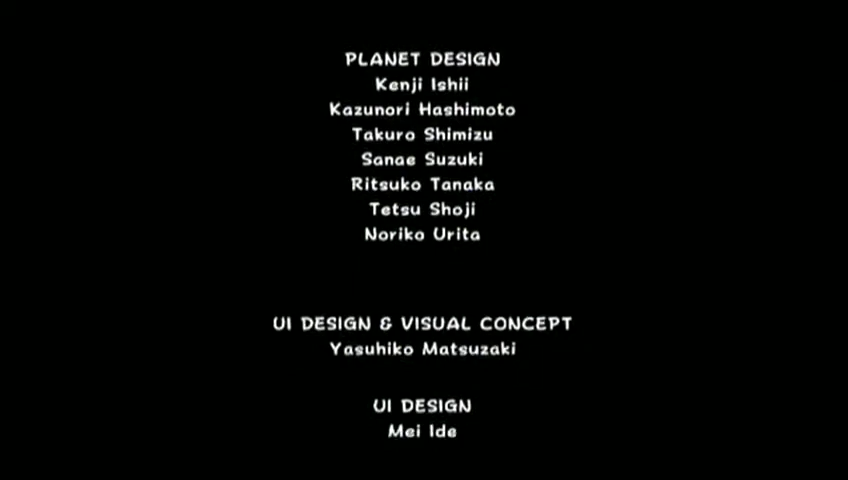 PLANET DESIGN
Kenji Ishii
Kazunori Hashimoto
Takuro Shimizu
Sanae Suzuki
Ritsuko Tanaka
Tetsu Shoji
Noriko Urita
UI DESIGN & VISUAL CONCEPT
Yasuhiko Matsuzaki
UI DESIGN
Mei Ide